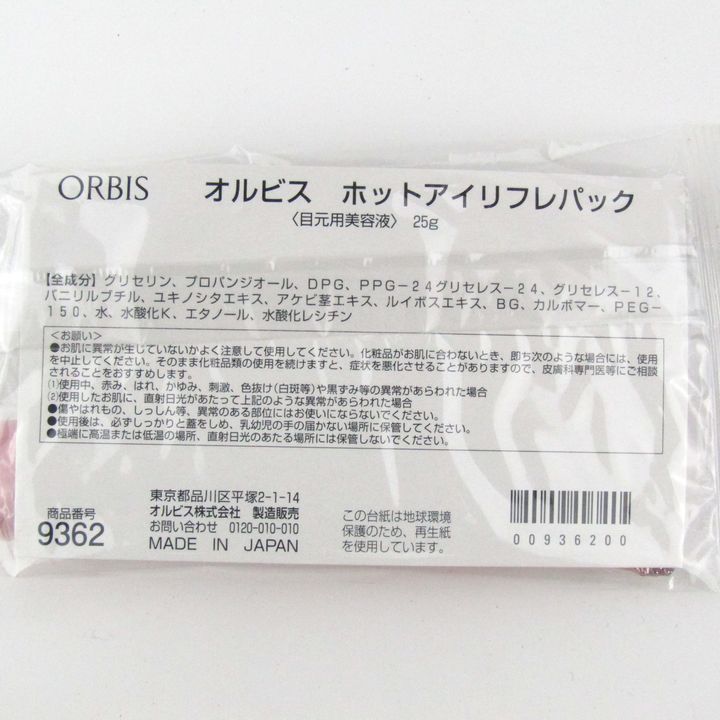 ORBIS オルビス ホットアイリフレパック
〈目元用美容液〉 25g
【全成分】グリセリン、プロパンジオール、DPG、PPG-24グリセレス-24、グリセレス-12、
バニリルブチル、ユキノシタエキス、アケビ茎エキス、ルイボスエキス、BG、カルボマー、PEG-
150、水、水酸化K、エタノール、水酸化レシチン
<お願い>
●お肌に異常が生じていないかよく注意して使用してください。化粧品がお肌に合わないとき、即ち次のような場合には、使用
を中止してください。そのまま化粧品類の使用を続けますと、症状を悪化させることがありますので、皮膚科専門医等にご相談
されることをおすすめします。
(1)使用中、赤み、はれ、かゆみ、刺激、色抜け(白斑等)や黒ずみ等の異常があらわれた場合
(2)使用したお肌に、直射日光があたって上記のような異常があらわれた場合
●傷やはれもの、しっしん等、異常のある部位にはお使いにならないでください。
●使用後は、必ずしっかりと蓋をしめ、乳幼児の手の届かない場所に保管してください。
●極端に高温または低温の場所、直射日光のあたる場所には保管しないでください。
商品番号
9362
東京都品川区平塚2-1-14
オルビス株式会社 製造販売
お問い合わせ 0120-010-010
MADE IN JAPAN
この台紙は地球環境
保護のため、再生紙
を使用しています。
00936200